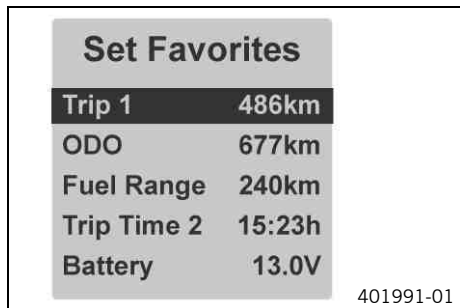 Set Favorites
Trip 1 486km
ODO 677km
Fuel Range 240km
Trip Time 2 15:23h
Battery 13.0V
401991-01